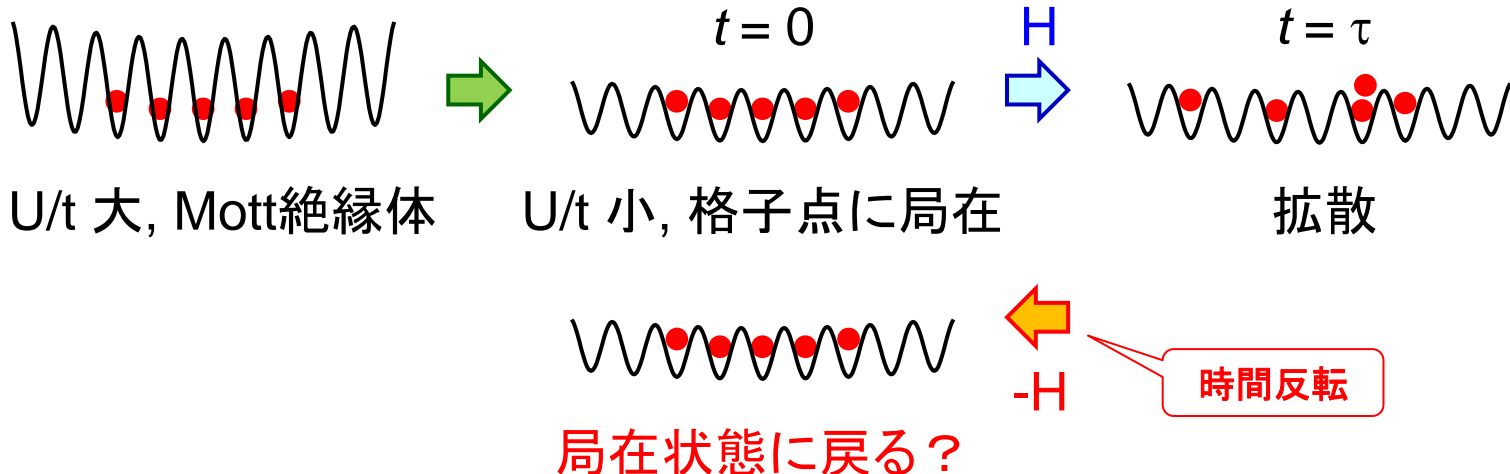 t = 0
H
t = τ
U/t 大, Mott絶縁体
U/t 小, 格子点に局在
拡散
-H
時間反転
局在状態に戻る？